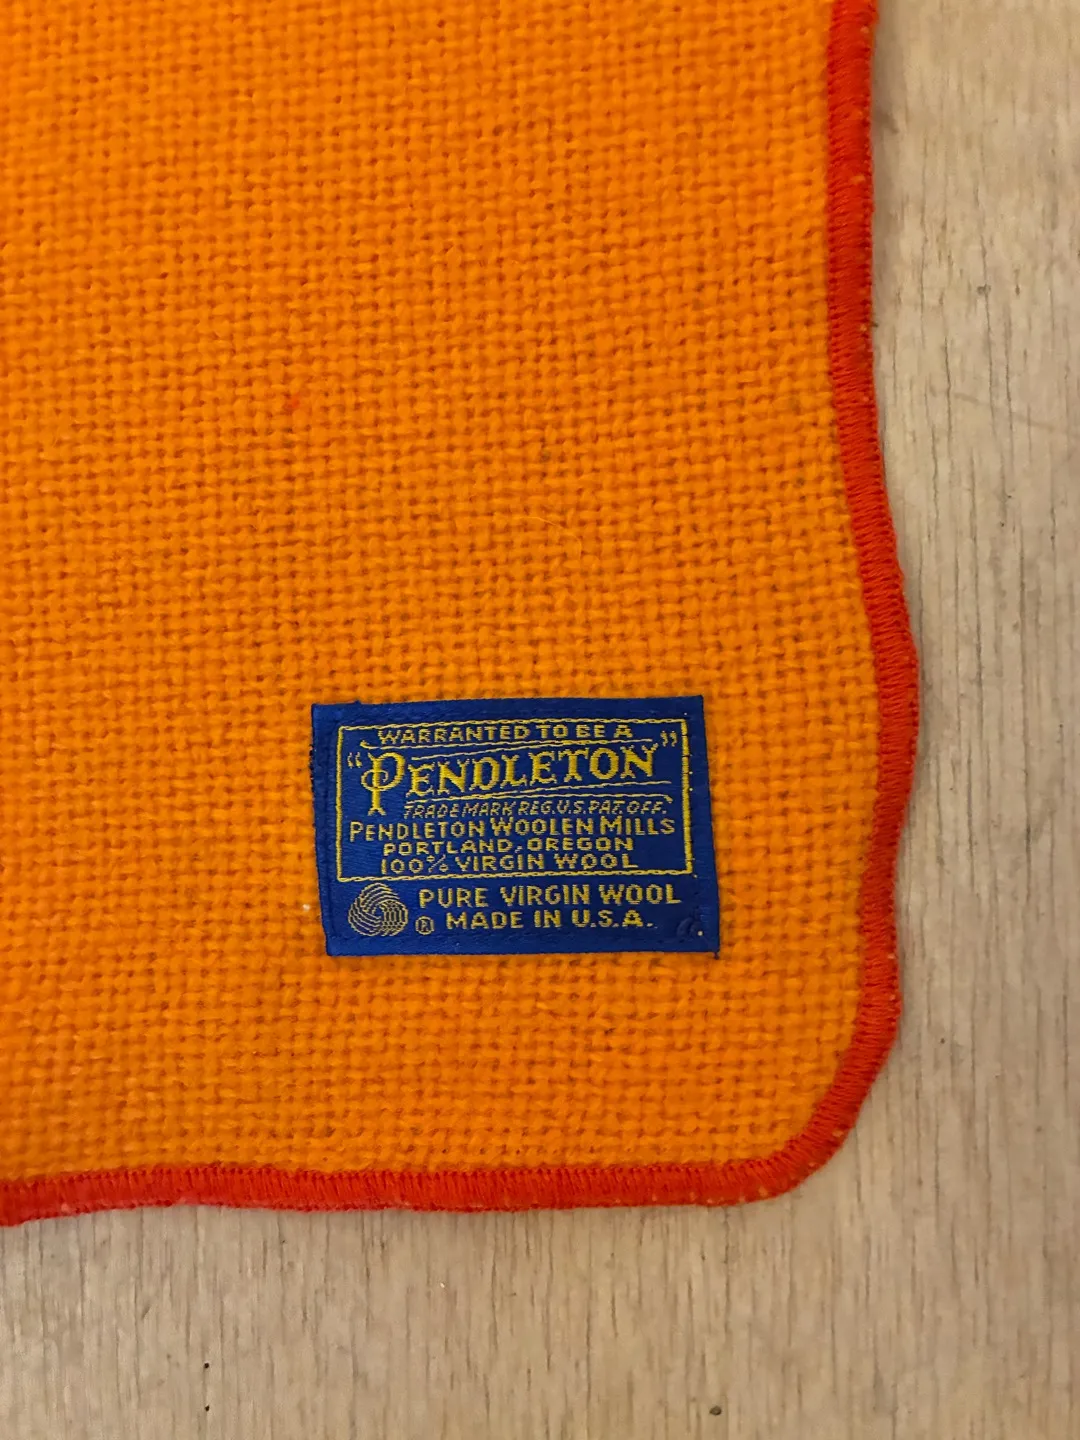 WARRANTED TO BE A
"PENDLETON"
TRADE MARK REG. U.S. PAT. OFF.
PENDLETON WOOLEN MILLS
PORTLAND, OREGON
100% VIRGIN WOOL
PURE VIRGIN WOOL
® MADE IN U.S.A.